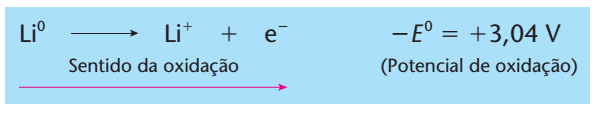 Li⁰ ⟶ Li⁺ + e⁻ −E⁰ = +3,04 V
Sentido da oxidação (Potencial de oxidação)